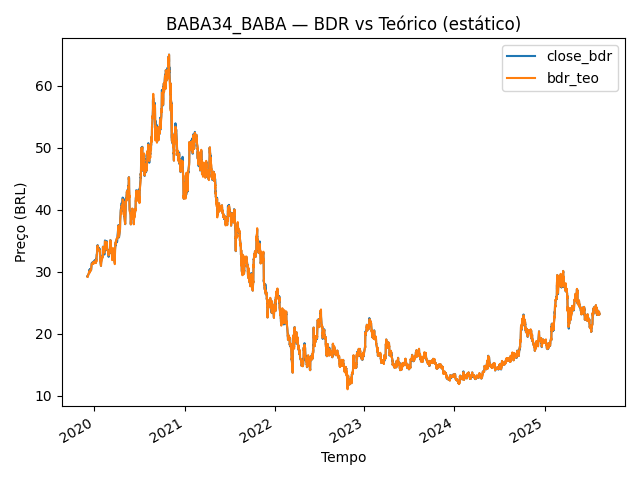 BABA34_BABA — BDR vs Teórico (estático)
close_bdr
bdr_teo
Preço (BRL)
60
50
40
30
20
10
2020
2021
2022
2023
2024
2025
Tempo